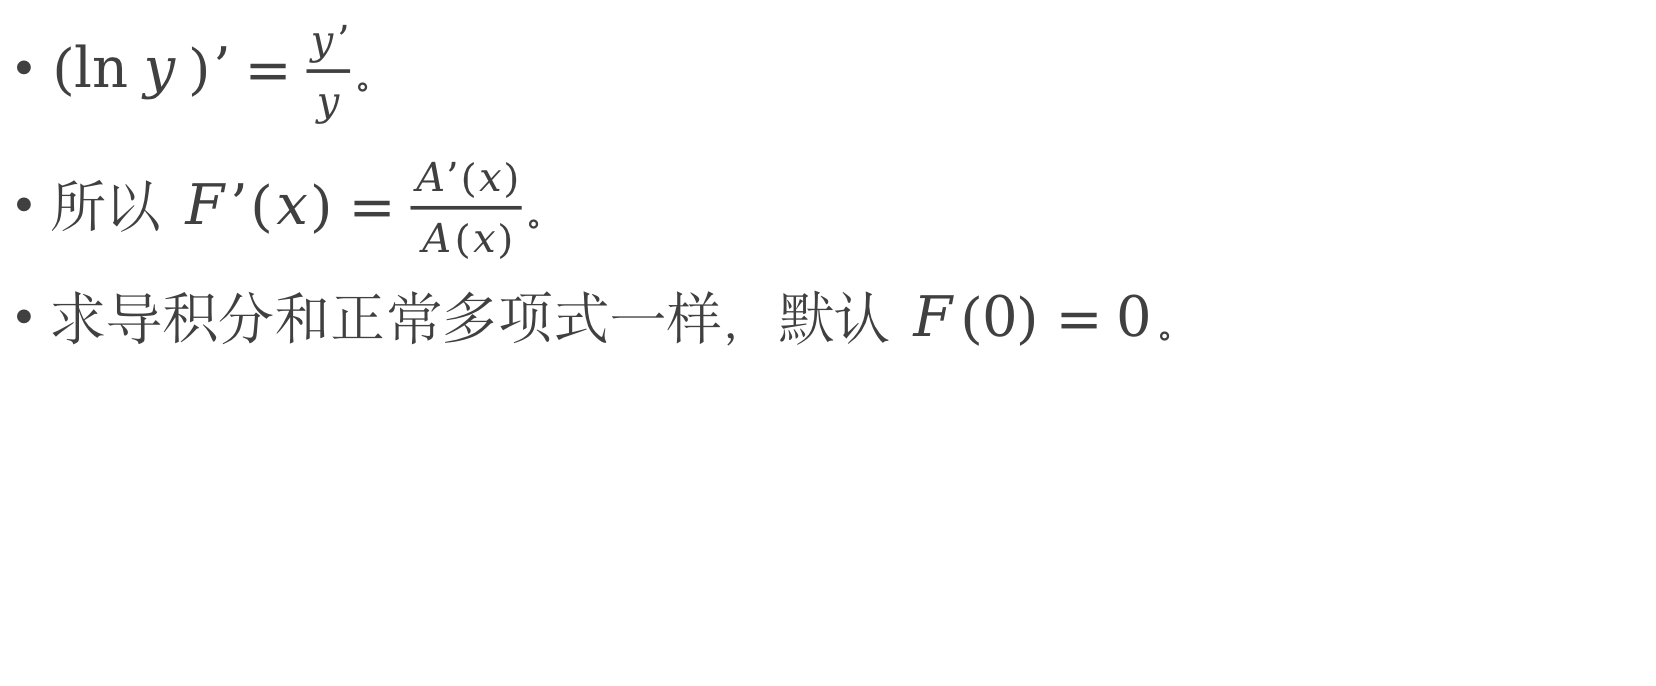 • (ln y)’ = y’/y。
• 所以 F’(x) = A’(x)/A(x)。
• 求导积分和正常多项式一样，默认 F(0) = 0。